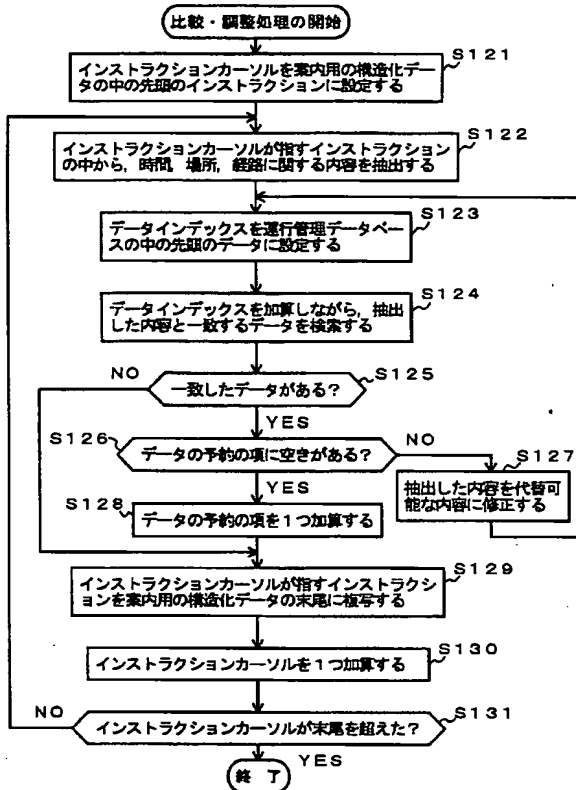 比較・調整処理の開始
S121
インストラクションカーソルを案内用の構造化デー
タの中の先頭のインストラクションに設定する
S122
インストラクションカーソルが指すインストラクション
の中から，時間，場所，経路に関する内容を抽出する
S123
データインデックスを運行管理データベー
スの中の先頭のデータに設定する
S124
データインデックスを加算しながら，抽出
した内容と一致するデータを検索する
NO
S125
一致したデータがある？
YES
S126
データの予約の項に空きがある？
NO
S127
抽出した内容を代替可
能な内容に修正する
YES
S128
データの予約の項を1つ加算する
S129
インストラクションカーソルが指すインストラクシ
ョンを案内用の構造化データの末尾に複写する
S130
インストラクションカーソルを1つ加算する
NO
S131
インストラクションカーソルが末尾を超えた？
YES
終 了